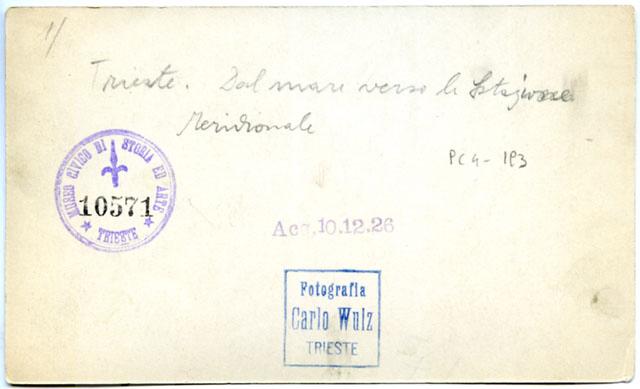 1/
Trieste. Dal mare verso la Stazione
Meridionale
PC4-193
MUSEO CIVICO DI STORIA ED ARTE
10571
TRIESTE
Acq. 10.12.26
Fotografia
Carlo Wulz
TRIESTE